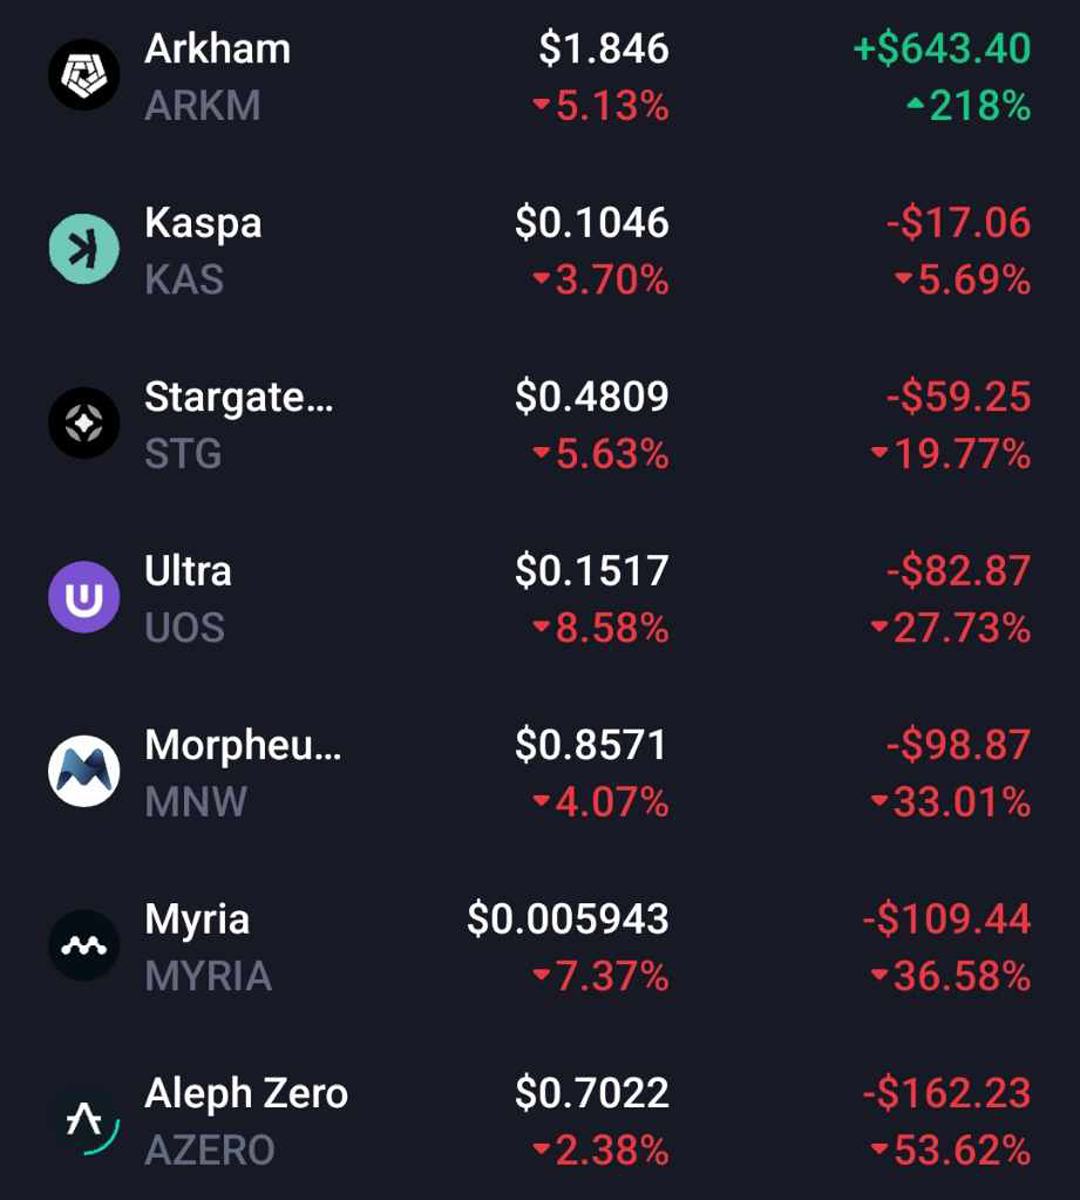 Arkham $1.846 +$643.40
ARKM ▼5.13% ▲218%
Kaspa $0.1046 -$17.06
KAS ▼3.70% ▼5.69%
Stargate... $0.4809 -$59.25
STG ▼5.63% ▼19.77%
Ultra $0.1517 -$82.87
UOS ▼8.58% ▼27.73%
Morpheu... $0.8571 -$98.87
MNW ▼4.07% ▼33.01%
Myria $0.005943 -$109.44
MYRIA ▼7.37% ▼36.58%
Aleph Zero $0.7022 -$162.23
AZERO ▼2.38% ▼53.62%